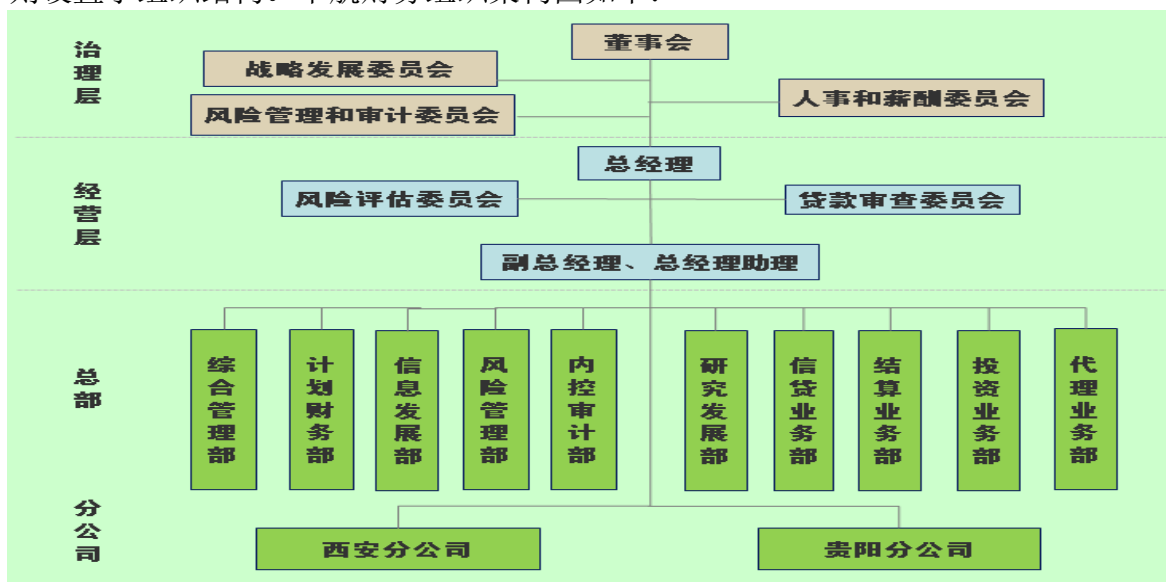 治理层
董事会
战略发展委员会
人事和薪酬委员会
风险管理和审计委员会
经营层
总经理
风险评估委员会
贷款审查委员会
副总经理、总经理助理
总部
综合管理部
计划财务部
信息发展部
风险管理部
内控审计部
研究发展部
信贷业务部
结算业务部
投资业务部
代理业务部
分公司
西安分公司
贵阳分公司